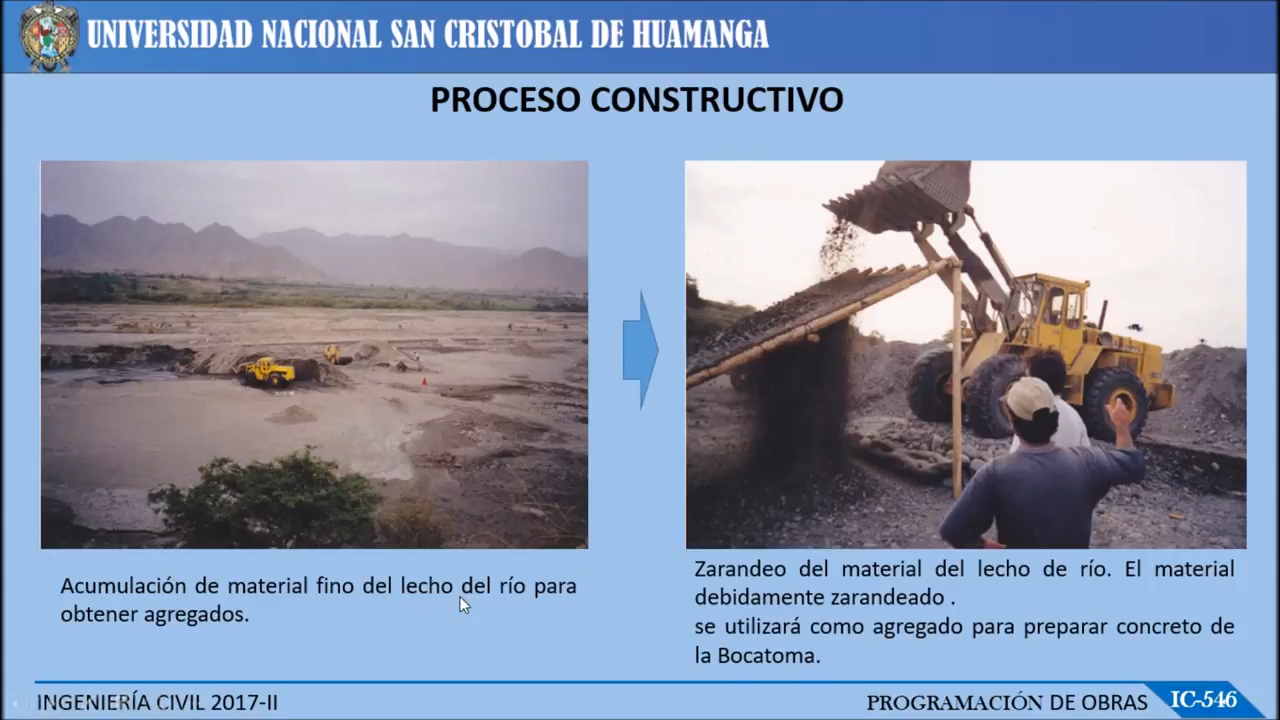 UNIVERSIDAD NACIONAL SAN CRISTOBAL DE HUAMANGA
PROCESO CONSTRUCTIVO
Acumulación de material fino del lecho del río para
obtener agregados.
Zarandeo del material del lecho de río. El material
debidamente zarandeado .
se utilizará como agregado para preparar concreto de
la Bocatoma.
INGENIERÍA CIVIL 2017-II
PROGRAMACIÓN DE OBRAS
IC-546